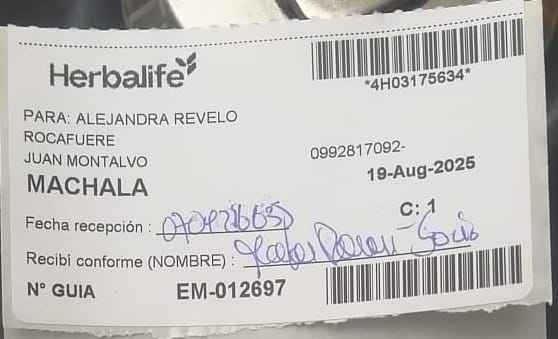 Herbalife
*4H03175634*
PARA: ALEJANDRA REVELO
ROCAFUERE
JUAN MONTALVO
0992817092-
MACHALA
19-Aug-2025
C: 1
Fecha recepción :
Recibi conforme (NOMBRE) :
N° GUIA EM-012697